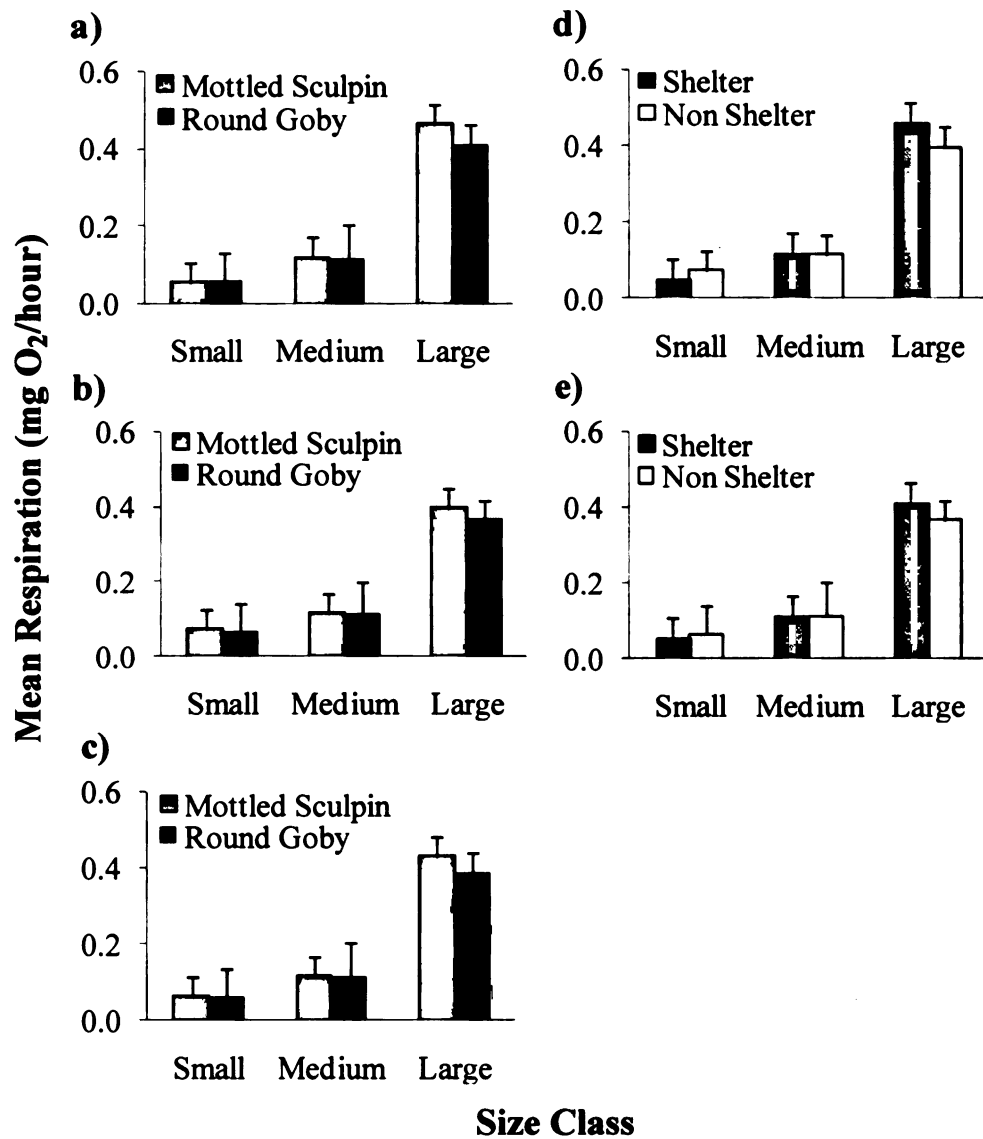 Mean Respiration (mg O2/hour)
a)
0.6
0.4
0.2
0.0
Mottled Sculpin
Round Goby
Small Medium Large
b)
0.6
0.4
0.2
0.0
Mottled Sculpin
Round Goby
Small Medium Large
c)
0.6
0.4
0.2
0.0
Mottled Sculpin
Round Goby
Small Medium Large
d)
0.6
0.4
0.2
0.0
Shelter
Non Shelter
Small Medium Large
e)
0.6
0.4
0.2
0.0
Shelter
Non Shelter
Small Medium Large
Size Class